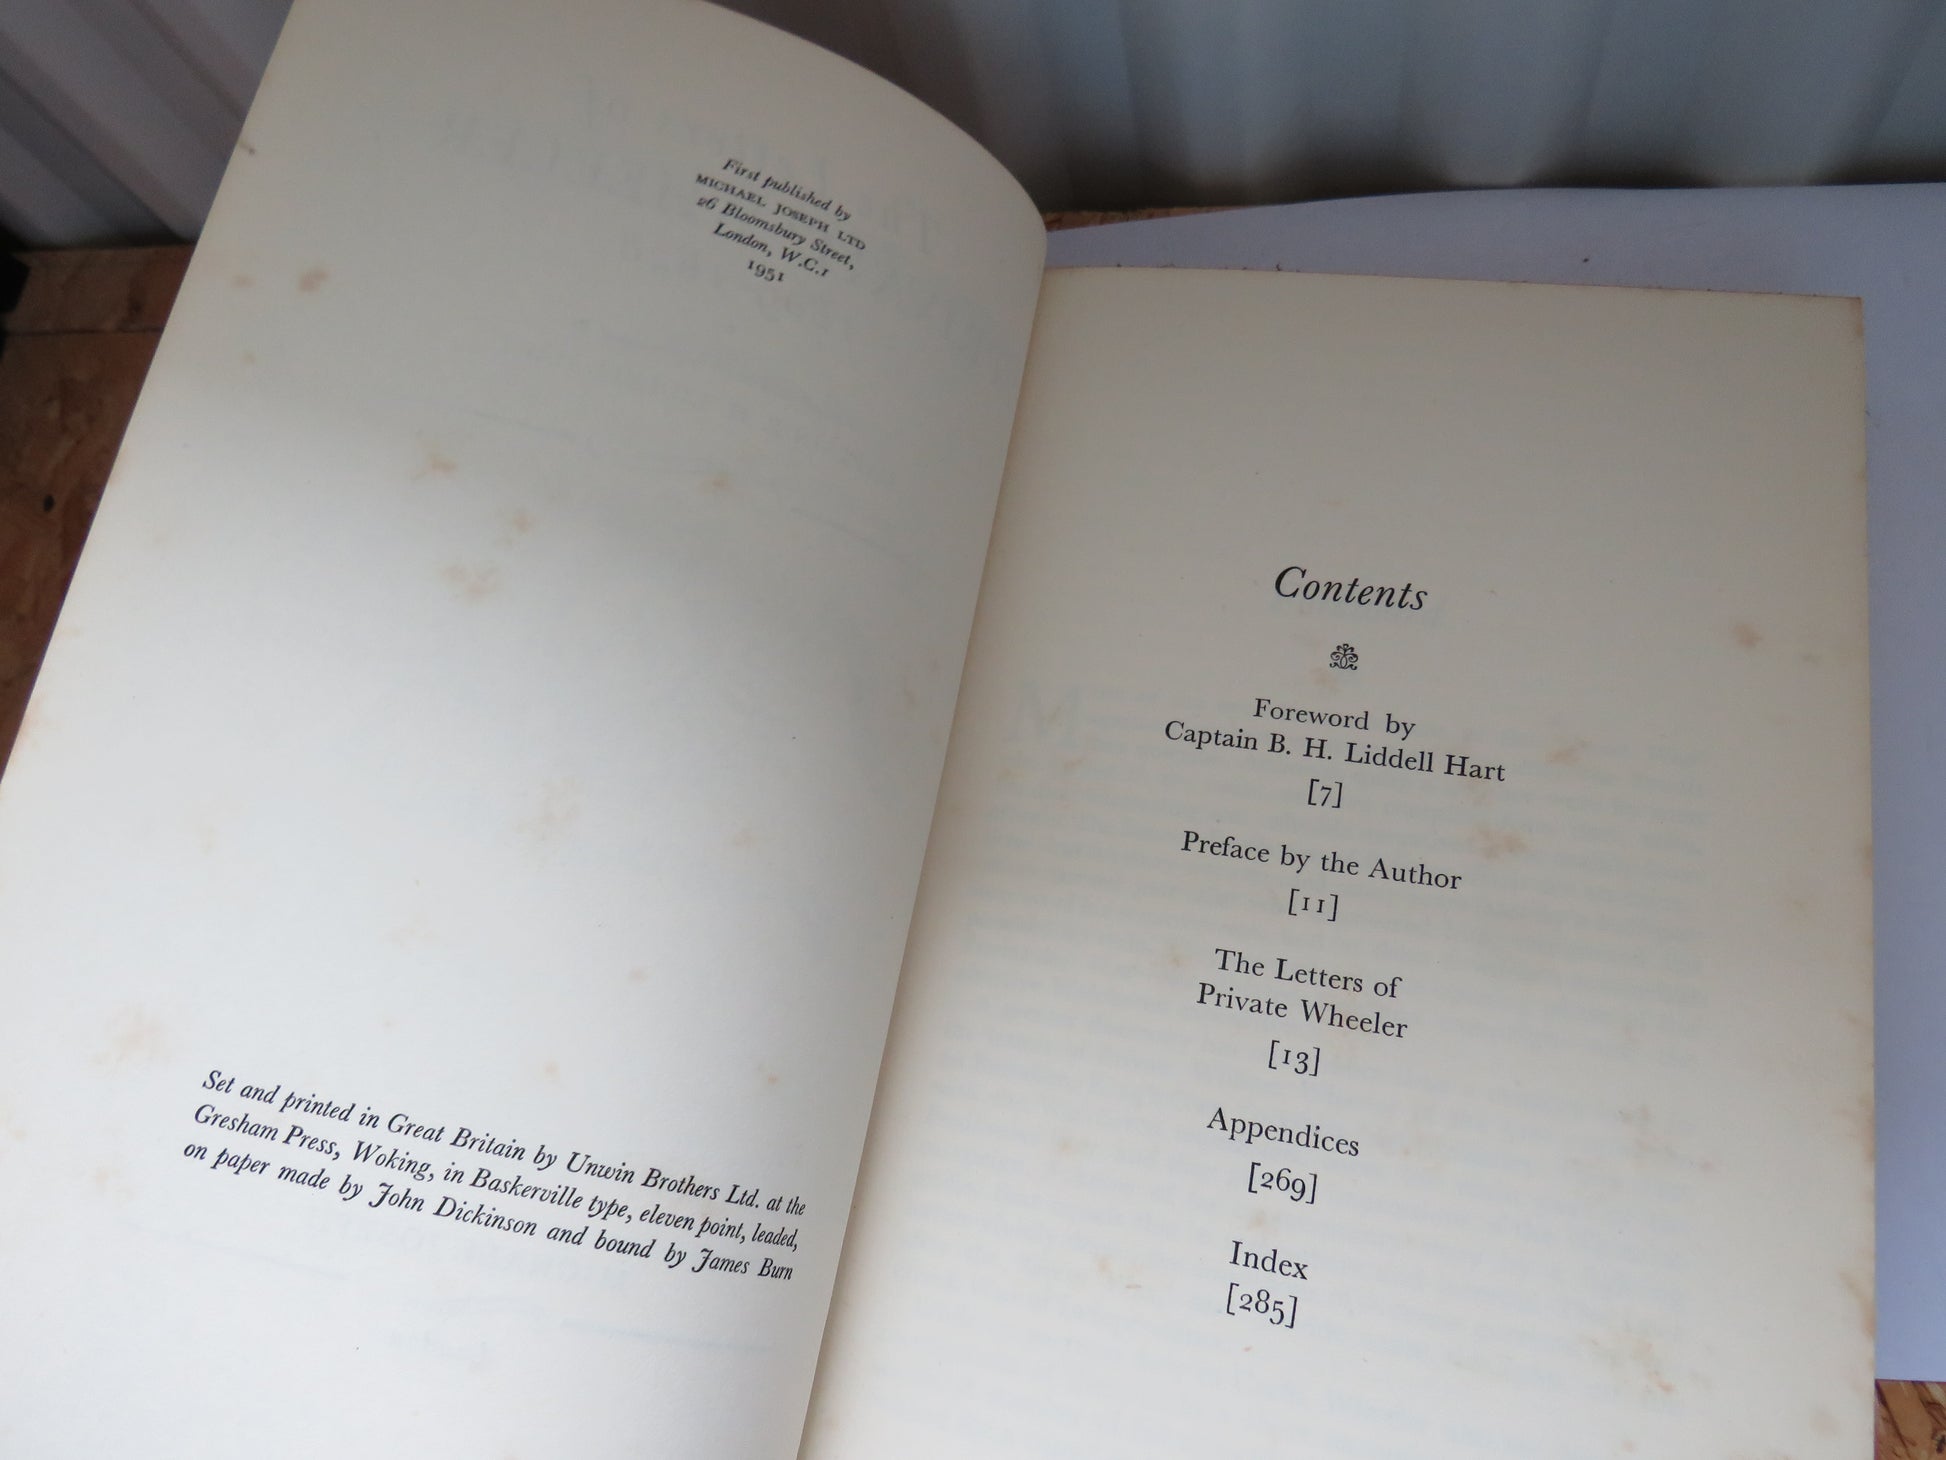 First published by
MICHAEL JOSEPH LTD
26 Bloomsbury Street,
London, W.C.1
1951
Set and printed in Great Britain by Unwin Brothers Ltd. at the
Gresham Press, Woking, in Baskerville type, eleven point, leaded,
on paper made by John Dickinson and bound by James Burn
Contents
Foreword by
Captain B. H. Liddell Hart
[7]
Preface by the Author
[11]
The Letters of
Private Wheeler
[13]
Appendices
[269]
Index
[285]